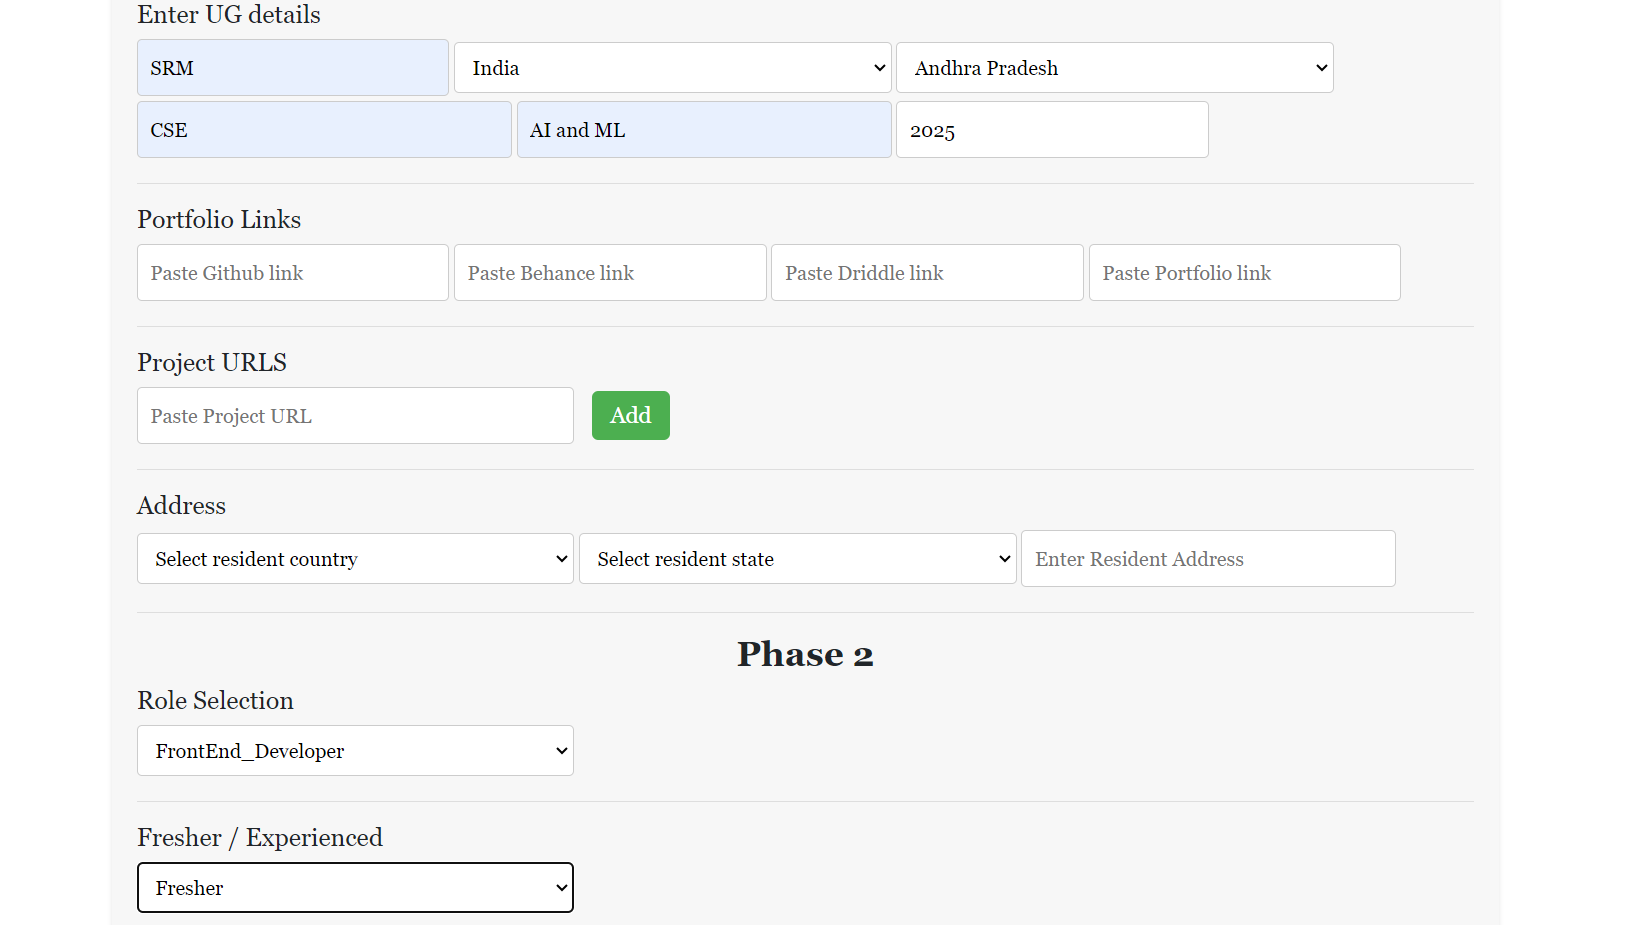 Enter UG details
SRM India Andhra Pradesh
CSE AI and ML 2025
Portfolio Links
Paste Github link Paste Behance link Paste Driddle link Paste Portfolio link
Project URLS
Paste Project URL Add
Address
Select resident country Select resident state Enter Resident Address
Phase 2
Role Selection
FrontEnd_Developer
Fresher / Experienced
Fresher